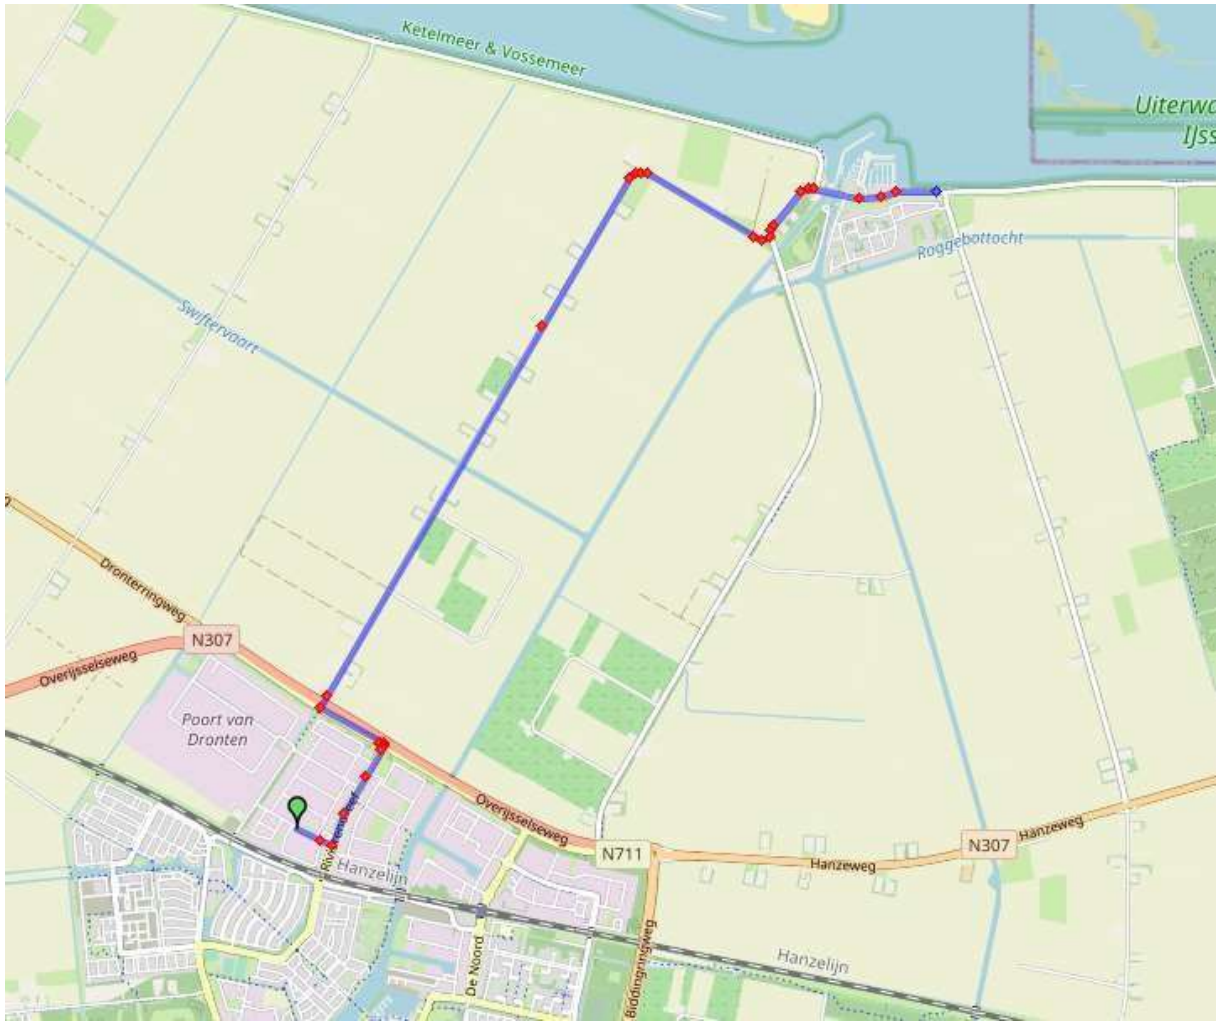 Ketelmeer & Vossemeer
Uiterwa
IJss
Roggebottocht
Swiftervaart
Dronterringweg
N307
Overijsselseweg
Poort van
Dronten
Overijsselseweg
N711
Hanzeweg
N307
Hanzeweg
Hanzelijn
De Noord
Biddingringweg
Hanzelijn